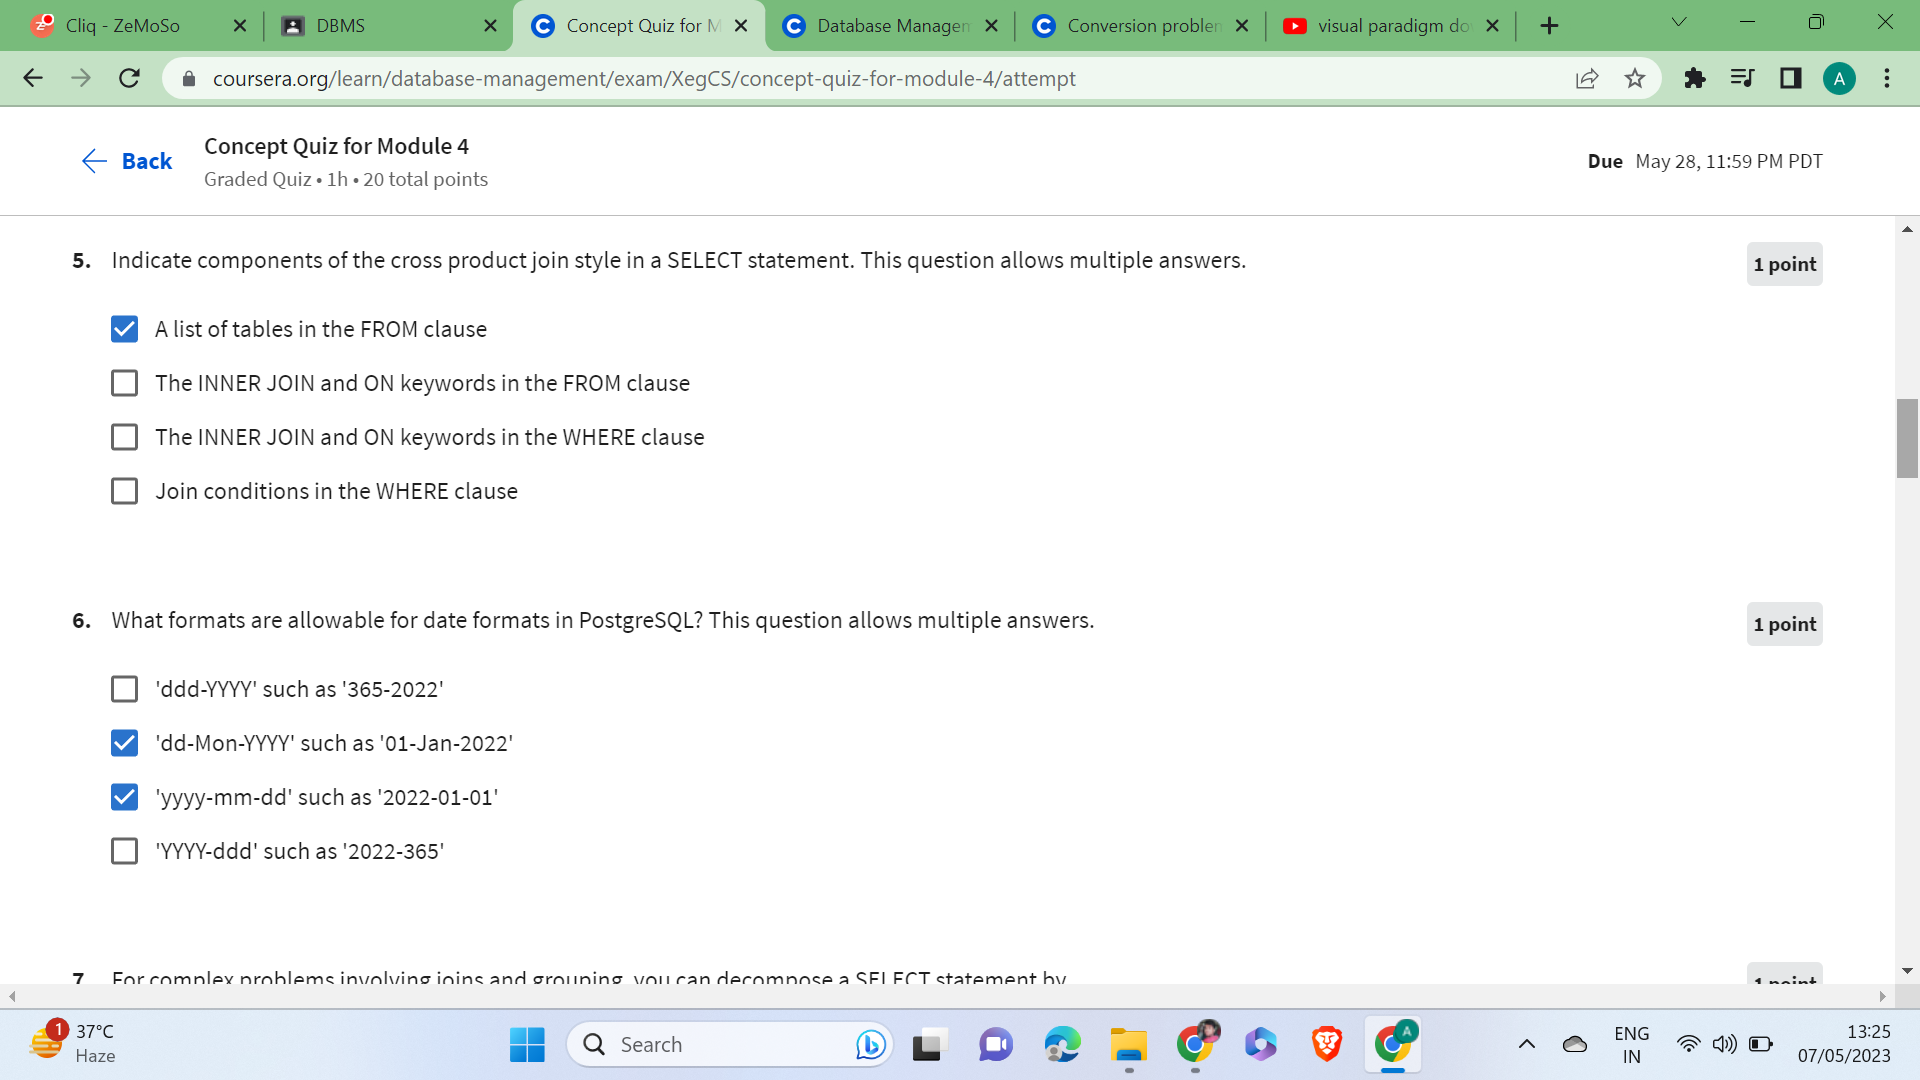 Cliq - ZeMoSo
DBMS
Concept Quiz for M
Database Managem
Conversion problem
visual paradigm do
coursera.org/learn/database-management/exam/XegCS/concept-quiz-for-module-4/attempt
A
Back
Concept Quiz for Module 4
Graded Quiz • 1h • 20 total points
Due May 28, 11:59 PM PDT
5. Indicate components of the cross product join style in a SELECT statement. This question allows multiple answers.
1 point
A list of tables in the FROM clause
The INNER JOIN and ON keywords in the FROM clause
The INNER JOIN and ON keywords in the WHERE clause
Join conditions in the WHERE clause
6. What formats are allowable for date formats in PostgreSQL? This question allows multiple answers.
1 point
'ddd-YYYY' such as '365-2022'
'dd-Mon-YYYY' such as '01-Jan-2022'
'yyyy-mm-dd' such as '2022-01-01'
'YYYY-ddd' such as '2022-365'
7. For complex problems involving joins and grouping, you can decompose a SELECT statement by
1 point
1
37°C
Haze
Search
A
ENG
IN
13:25
07/05/2023